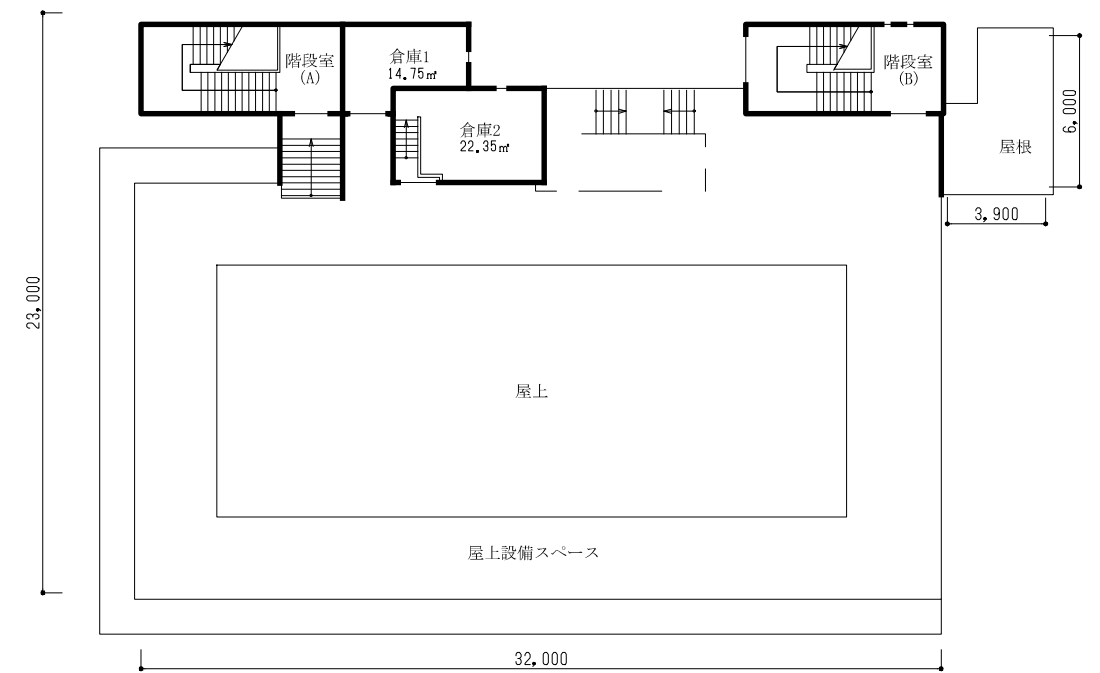 階段室
(A)
倉庫1
14.75㎡
階段室
(B)
6,000
倉庫2
22.35㎡
屋根
3,900
23,000
屋上
屋上設備スペース
32,000